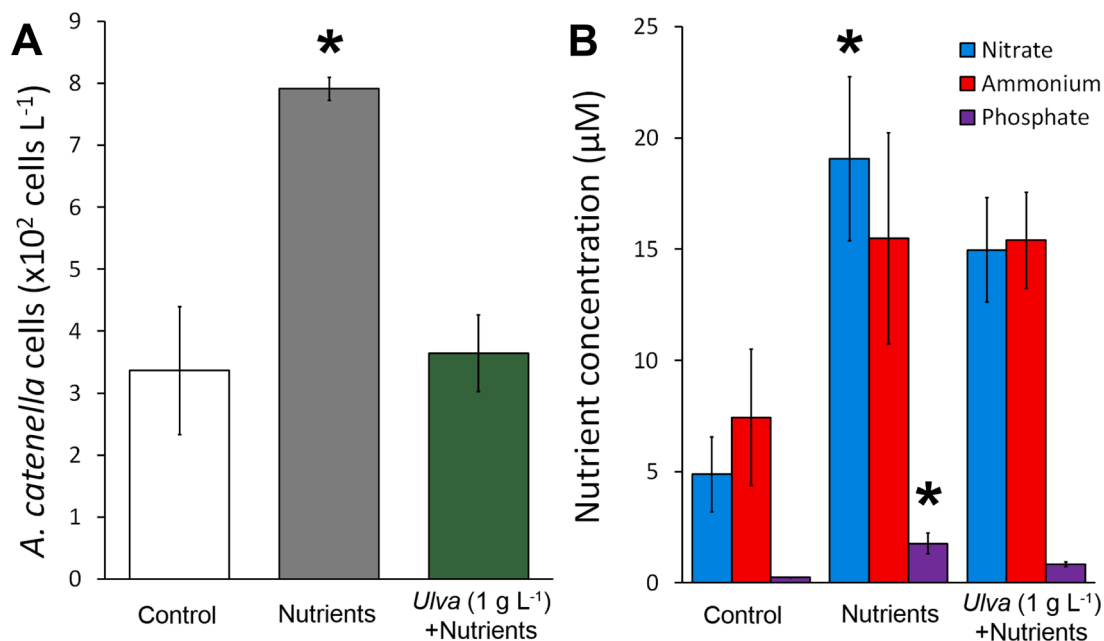 A
A. catenella cells (x10² cells L⁻¹)
9
8
7
6
5
4
3
2
1
0
*
Control
Nutrients
Ulva (1 g L⁻¹)
+Nutrients
B
Nutrient concentration (µM)
25
20
15
10
5
0
*
*
Nitrate
Ammonium
Phosphate
Control
Nutrients
Ulva (1 g L⁻¹)
+Nutrients